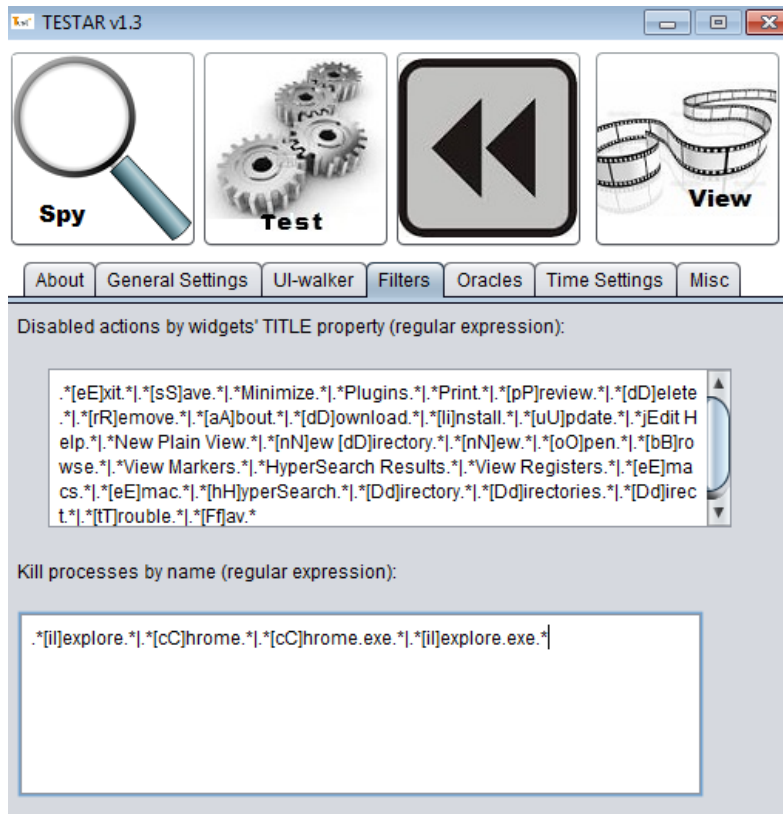 TESTAR v1.3
Spy
Test
View
About General Settings UI-walker Filters Oracles Time Settings Misc
Disabled actions by widgets' TITLE property (regular expression):
.*[eE]xit.*|.*[sS]ave.*|.*Minimize.*|.*Plugins.*|.*Print.*|.*[pP]review.*|.*[dD]elete
.*|.*[rR]emove.*|.*[aA]bout.*|.*[dD]ownload.*|.*[Ii]nstall.*|.*[uU]pdate.*|.*jEdit H
elp.*|.*New Plain View.*|.*[nN]ew [dD]irectory.*|.*[nN]ew.*|.*[oO]pen.*|.*[bB]ro
wse.*|.*View Markers.*|.*HyperSearch Results.*|.*View Registers.*|.*[eE]ma
cs.*|.*[eE]mac.*|.*[hH]yperSearch.*|.*[Dd]irectory.*|.*[Dd]irectories.*|.*[Dd]irec
t.*|.*[tT]rouble.*|.*[Ff]av.*
Kill processes by name (regular expression):
.*[iI]explore.*|.*[cC]hrome.*|.*[cC]hrome.exe.*|.*[iI]explore.exe.*